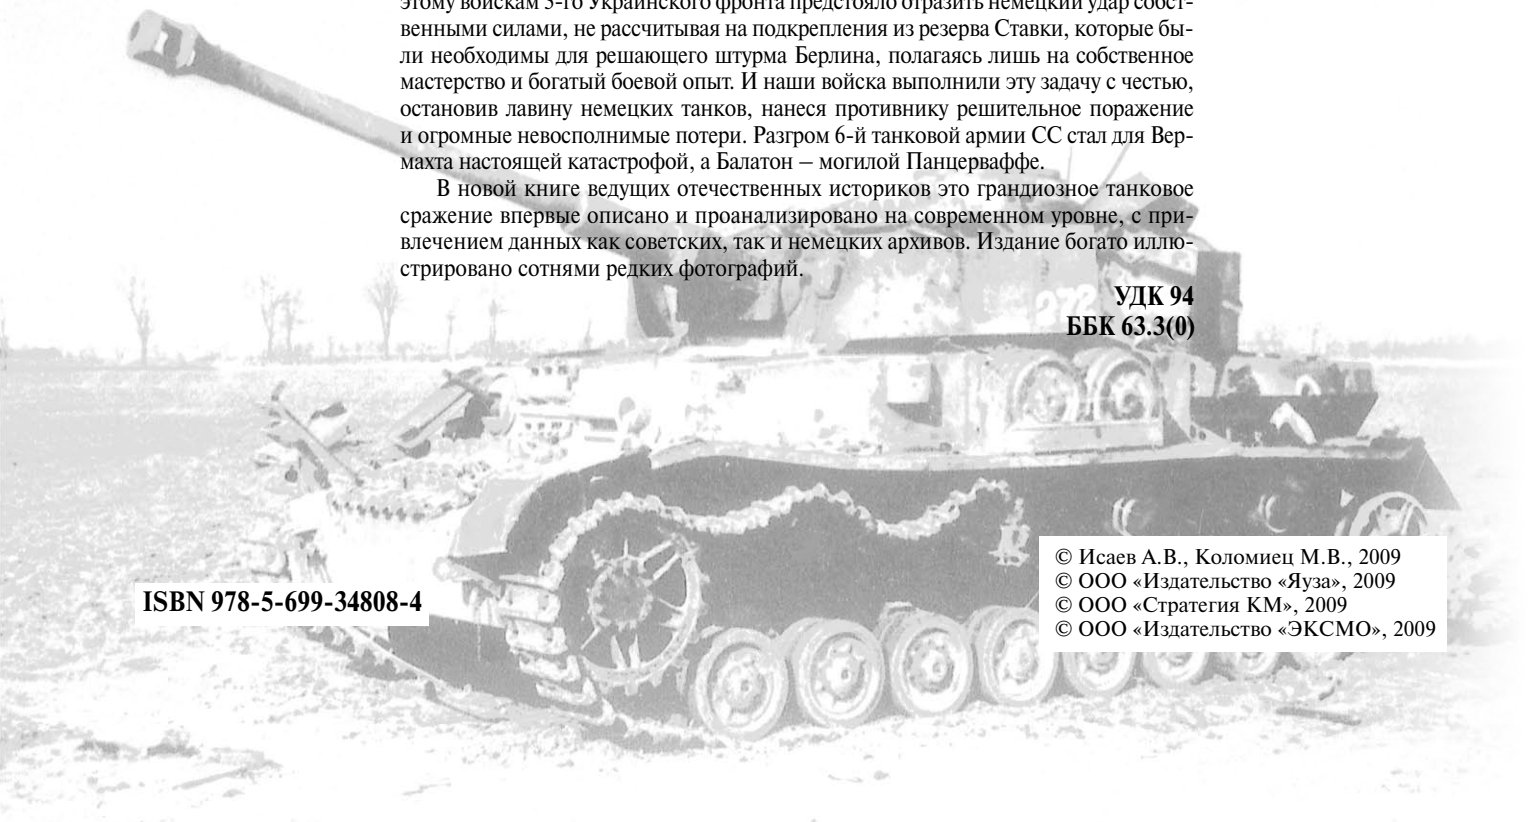 этому войскам 3-го Украинского фронта предстояло отразить немецкий удар собст-
венными силами, не рассчитывая на подкрепления из резерва Ставки, которые бы-
ли необходимы для решающего штурма Берлина, полагаясь лишь на собственное
мастерство и богатый боевой опыт. И наши войска выполнили эту задачу с честью,
остановив лавину немецких танков, нанеся противнику решительное поражение
и огромные невосполнимые потери. Разгром 6-й танковой армии СС стал для Вер-
махта настоящей катастрофой, а Балатон – могилой Панцерваффе.
В новой книге ведущих отечественных историков это грандиозное танковое
сражение впервые описано и проанализировано на современном уровне, с при-
влечением данных как советских, так и немецких архивов. Издание богато иллю-
стрировано сотнями редких фотографий.
УДК 94
ББК 63.3(0)
272
ISBN 978-5-699-34808-4
© Исаев А.В., Коломиец М.В., 2009
© ООО «Издательство «Яуза», 2009
© ООО «Стратегия КМ», 2009
© ООО «Издательство «ЭКСМО», 2009